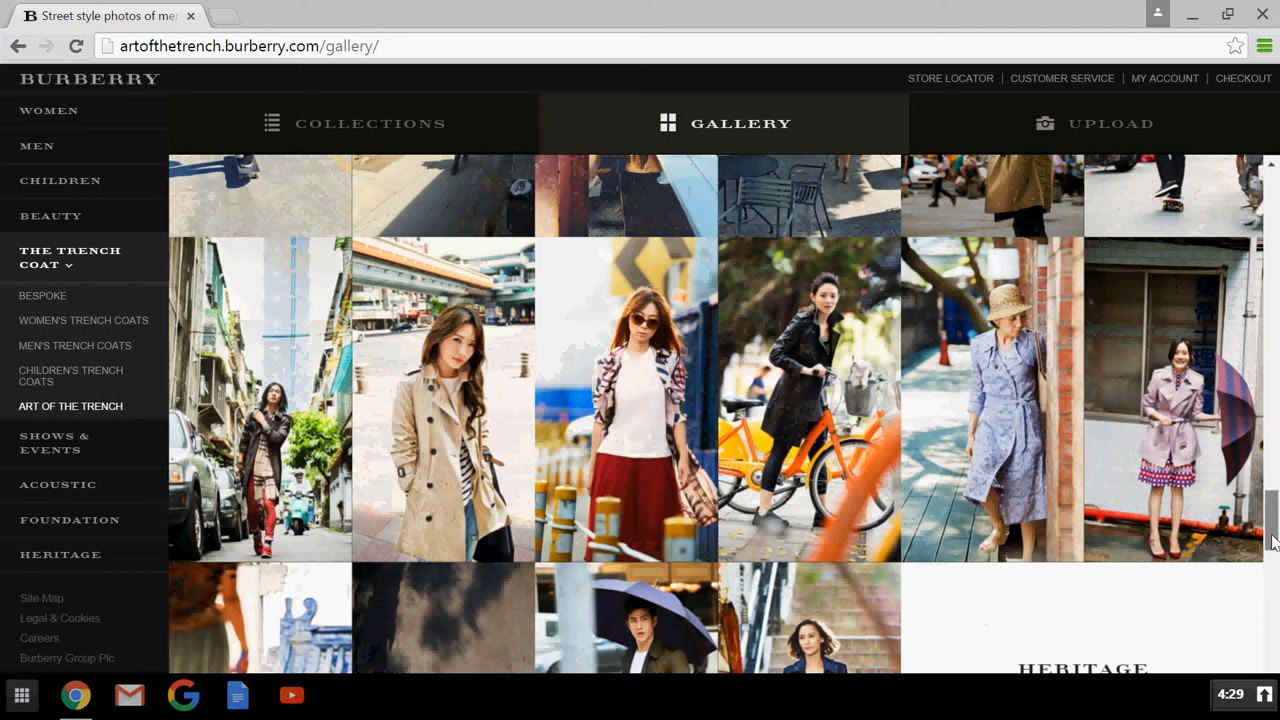 B Street style photos of mer
artofthetrench.burberry.com/gallery/
BURBERRY
STORE LOCATOR | CUSTOMER SERVICE | MY ACCOUNT | CHECKOUT
WOMEN
MEN
CHILDREN
BEAUTY
THE TRENCH
COAT
BESPOKE
WOMEN'S TRENCH COATS
MEN'S TRENCH COATS
CHILDREN'S TRENCH
COATS
ART OF THE TRENCH
SHOWS &
EVENTS
ACOUSTIC
FOUNDATION
HERITAGE
Site Map
Legal & Cookies
Careers
Burberry Group Plc
COLLECTIONS
GALLERY
UPLOAD
HERITAGE
4:29